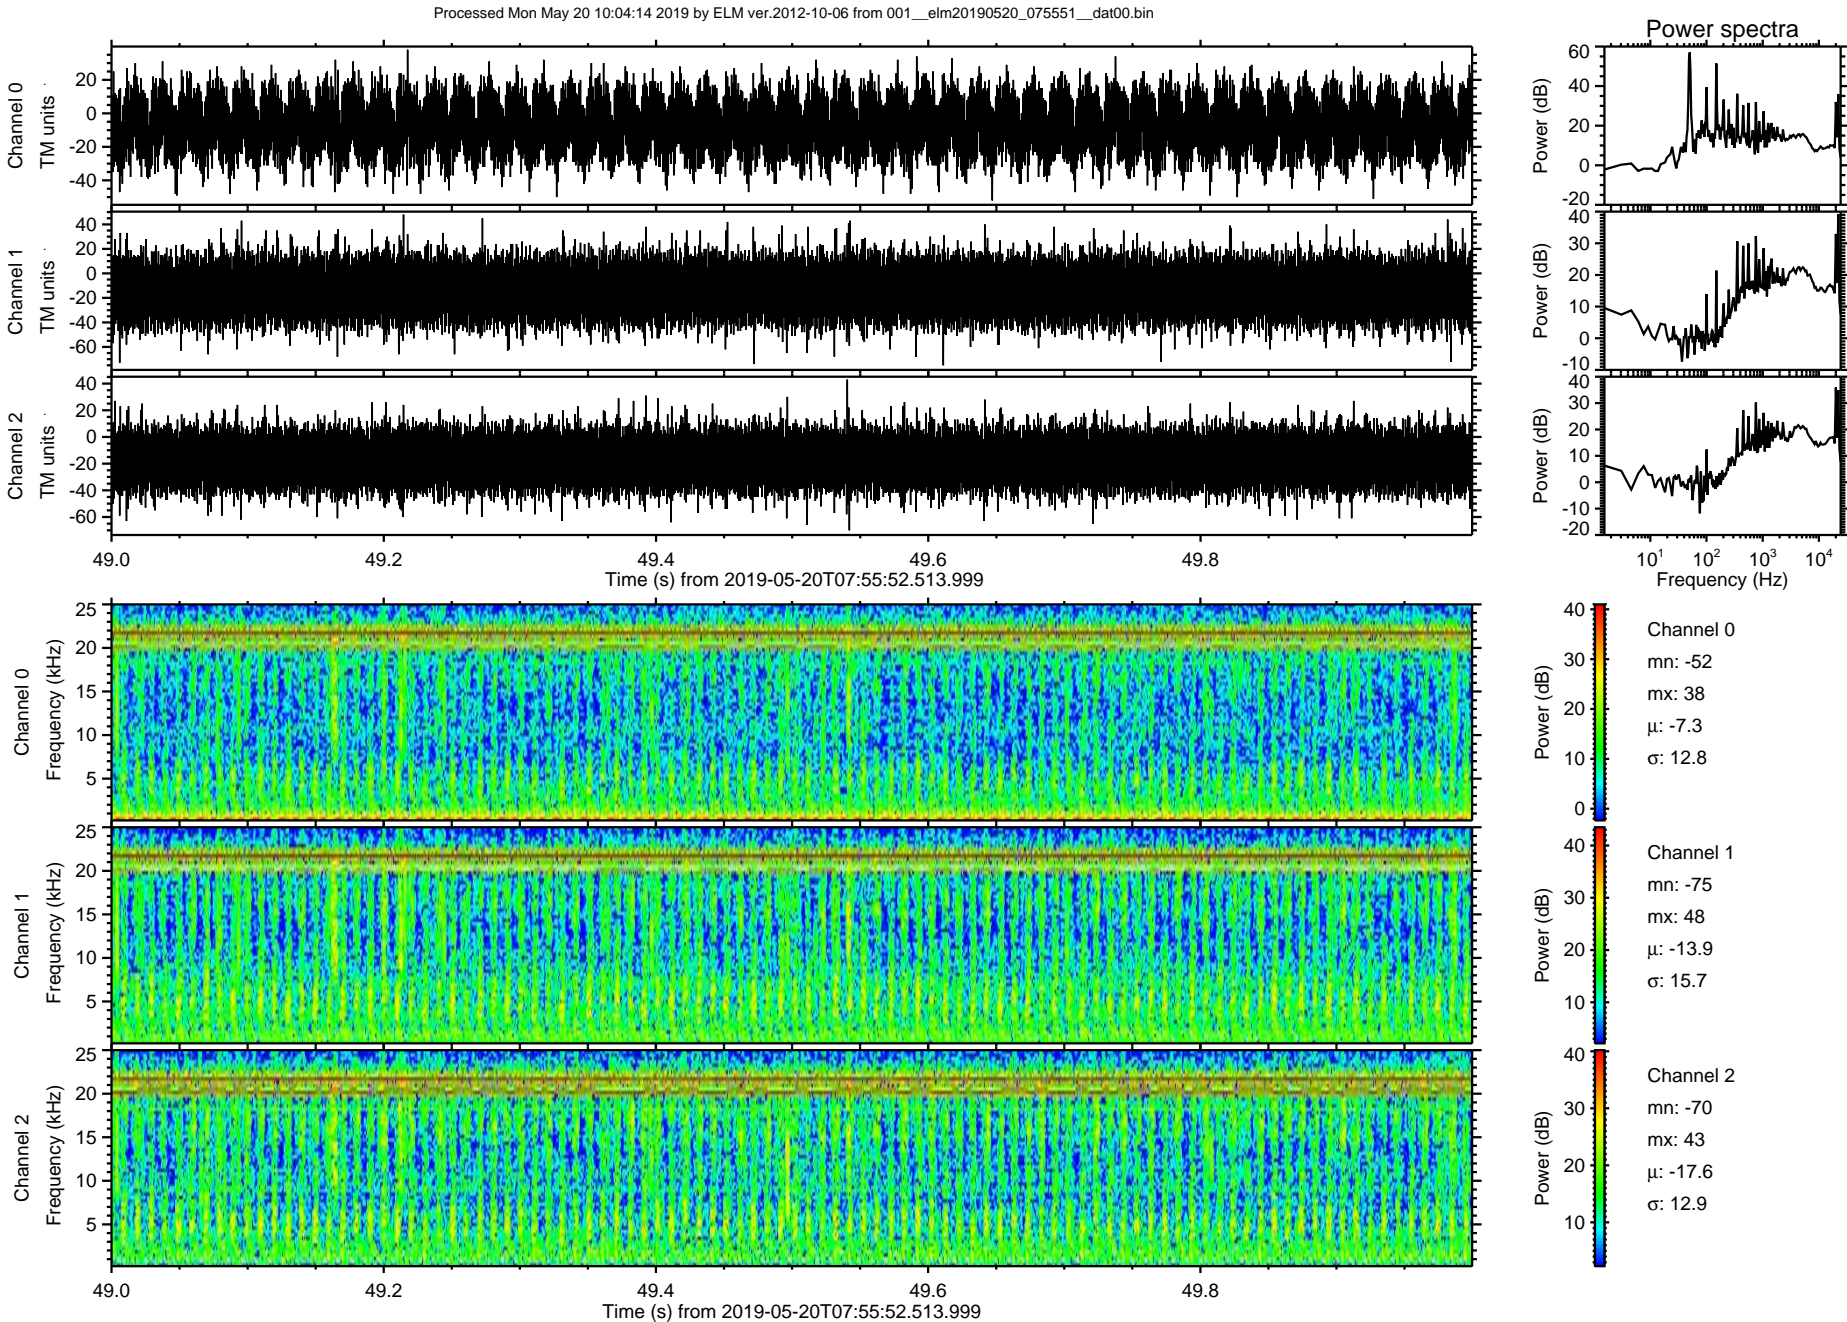 Processed Mon May 20 10:04:14 2019 by ELM ver.2012-10-06 from 001__elm20190520_075551__dat00.bin
Power spectra
Channel 0
TM units
20
0
-20
-40
Power (dB)
60
40
20
0
-20
Channel 1
TM units
40
20
0
-20
-40
-60
Power (dB)
40
30
20
10
0
-10
Channel 2
TM units
40
20
0
-20
-40
-60
Power (dB)
40
30
20
10
0
-10
-20
49.0 49.2 49.4 49.6 49.8
Time (s) from 2019-05-20T07:55:52.513.999
10^1 10^2 10^3 10^4
Frequency (Hz)
Channel 0
Frequency (kHz)
25
20
15
10
5
Power (dB)
40
30
20
10
0
Channel 0
mn: -52
mx: 38
μ: -7.3
σ: 12.8
Channel 1
Frequency (kHz)
25
20
15
10
5
Power (dB)
40
30
20
10
Channel 1
mn: -75
mx: 48
μ: -13.9
σ: 15.7
Channel 2
Frequency (kHz)
25
20
15
10
5
Power (dB)
40
30
20
10
Channel 2
mn: -70
mx: 43
μ: -17.6
σ: 12.9
49.0 49.2 49.4 49.6 49.8
Time (s) from 2019-05-20T07:55:52.513.999